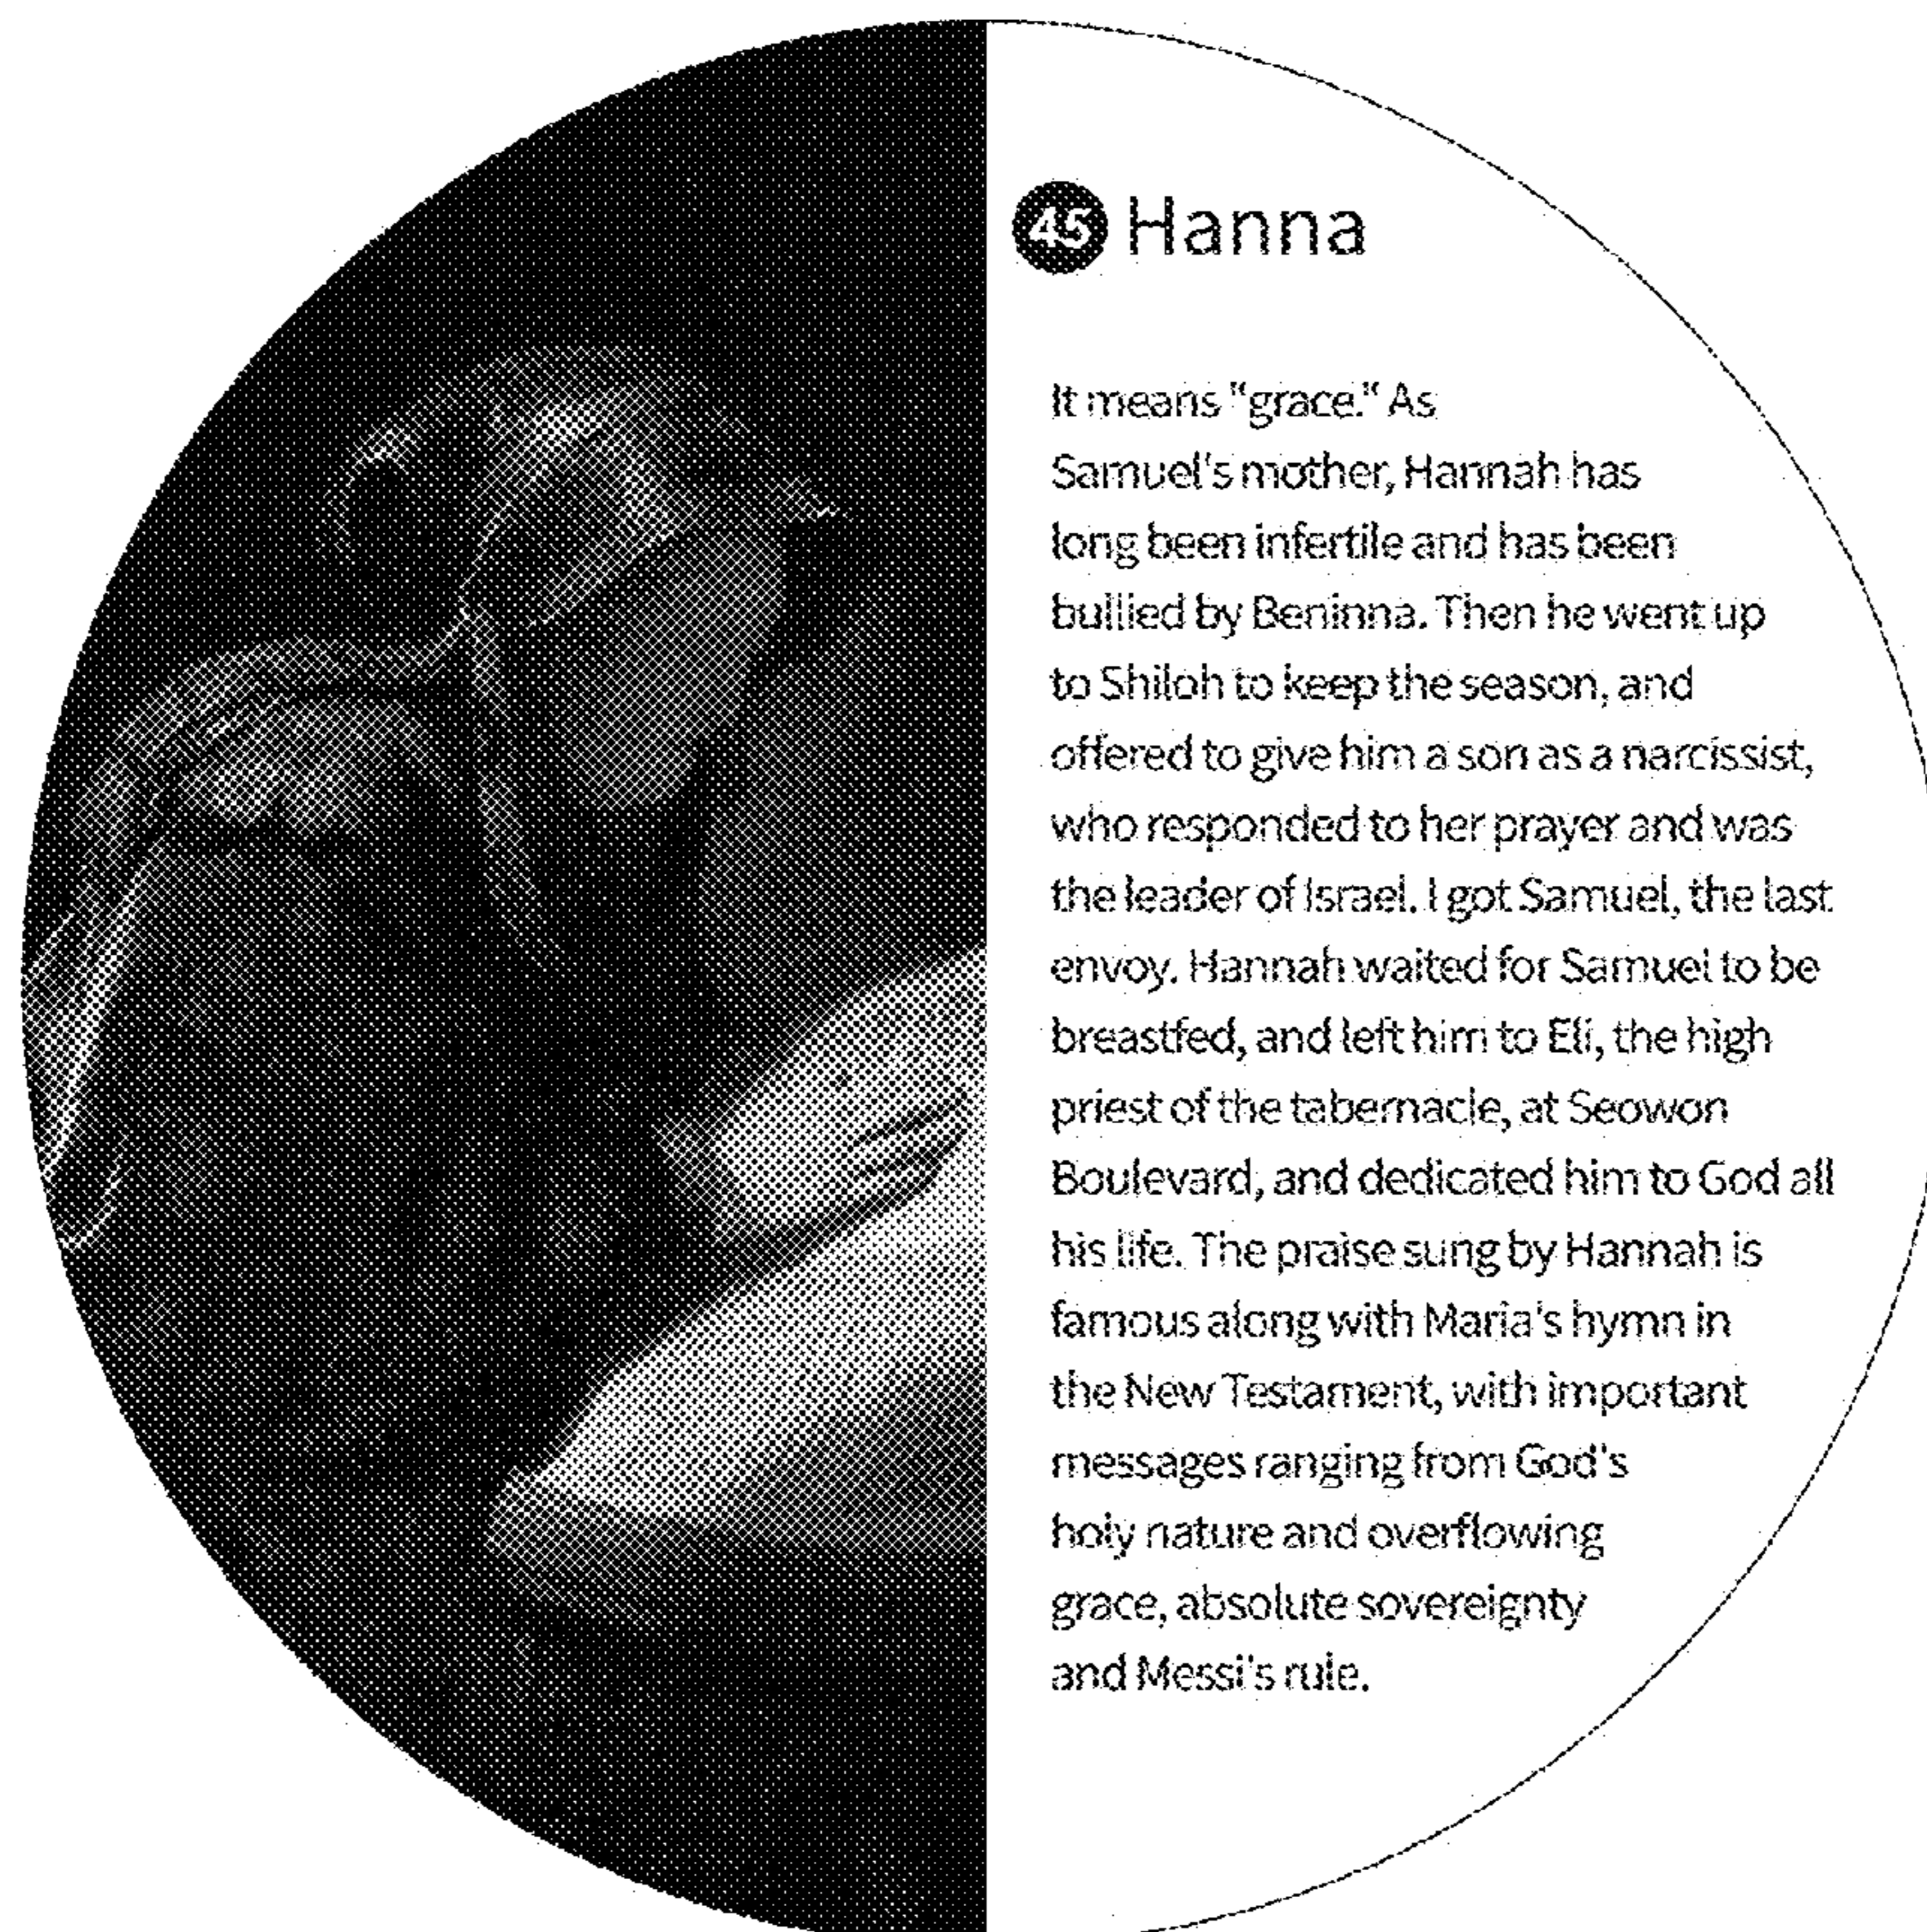 45 Hanna
It means "grace." As
Samuel's mother, Hannah has
long been infertile and has been
bullied by Beninna. Then he went up
to Shiloh to keep the season, and
offered to give him a son as a narcissist,
who responded to her prayer and was
the leader of Israel. I got Samuel, the last
envoy. Hannah waited for Samuel to be
breastfed, and left him to Eli, the high
priest of the tabernacle, at Seowon
Boulevard, and dedicated him to God all
his life. The praise sung by Hannah is
famous along with Maria's hymn in
the New Testament, with important
messages ranging from God's
holy nature and overflowing
grace, absolute sovereignty
and Messi's rule.